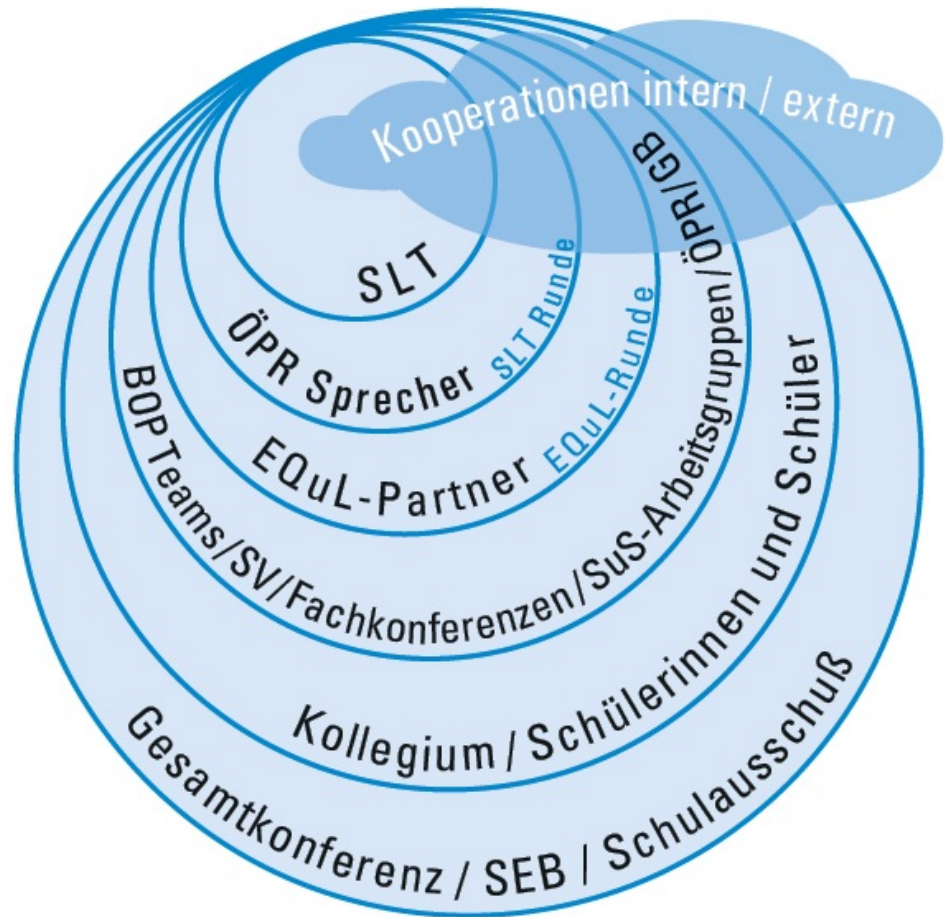 Kooperationen intern / extern
SLT
ÖPR Sprecher
SLT Runde
EQuL-Partner
EQuL-Runde
BOP Teams/SV/Fachkonferenzen/SuS-Arbeitsgruppen/ÖPR/GB
Kollegium / Schülerinnen und Schüler
Gesamtkonferenz / SEB / Schulausschuß